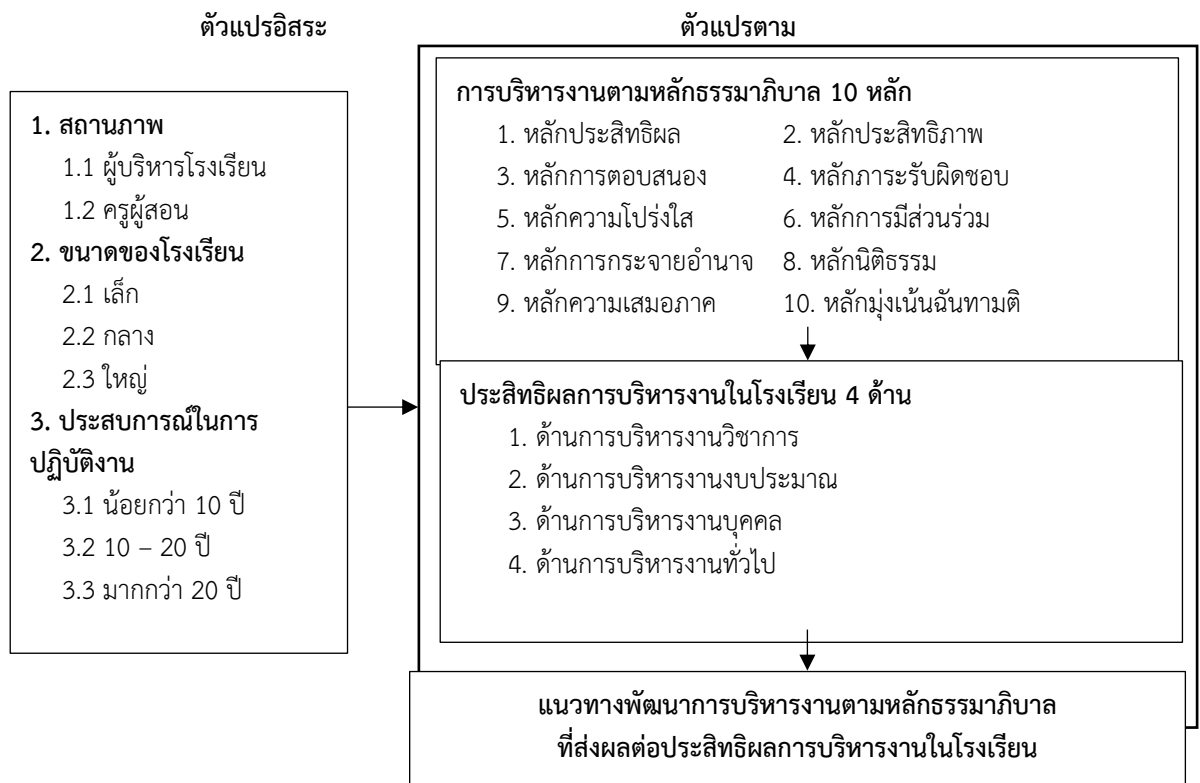 ตัวแปรอิสระ
ตัวแปรตาม
1. สถานภาพ
1.1 ผู้บริหารโรงเรียน
1.2 ครูผู้สอน
2. ขนาดของโรงเรียน
2.1 เล็ก
2.2 กลาง
2.3 ใหญ่
3. ประสบการณ์ในการ
ปฏิบัติงาน
3.1 น้อยกว่า 10 ปี
3.2 10 – 20 ปี
3.3 มากกว่า 20 ปี
การบริหารงานตามหลักธรรมาภิบาล 10 หลัก
1. หลักประสิทธิผล 2. หลักประสิทธิภาพ
3. หลักการตอบสนอง 4. หลักภาระรับผิดชอบ
5. หลักความโปร่งใส 6. หลักการมีส่วนร่วม
7. หลักการกระจายอำนาจ 8. หลักนิติธรรม
9. หลักความเสมอภาค 10. หลักมุ่งเน้นฉันทามติ
ประสิทธิผลการบริหารงานในโรงเรียน 4 ด้าน
1. ด้านการบริหารงานวิชาการ
2. ด้านการบริหารงานงบประมาณ
3. ด้านการบริหารงานบุคคล
4. ด้านการบริหารงานทั่วไป
แนวทางพัฒนาการบริหารงานตามหลักธรรมาภิบาล
ที่ส่งผลต่อประสิทธิผลการบริหารงานในโรงเรียน